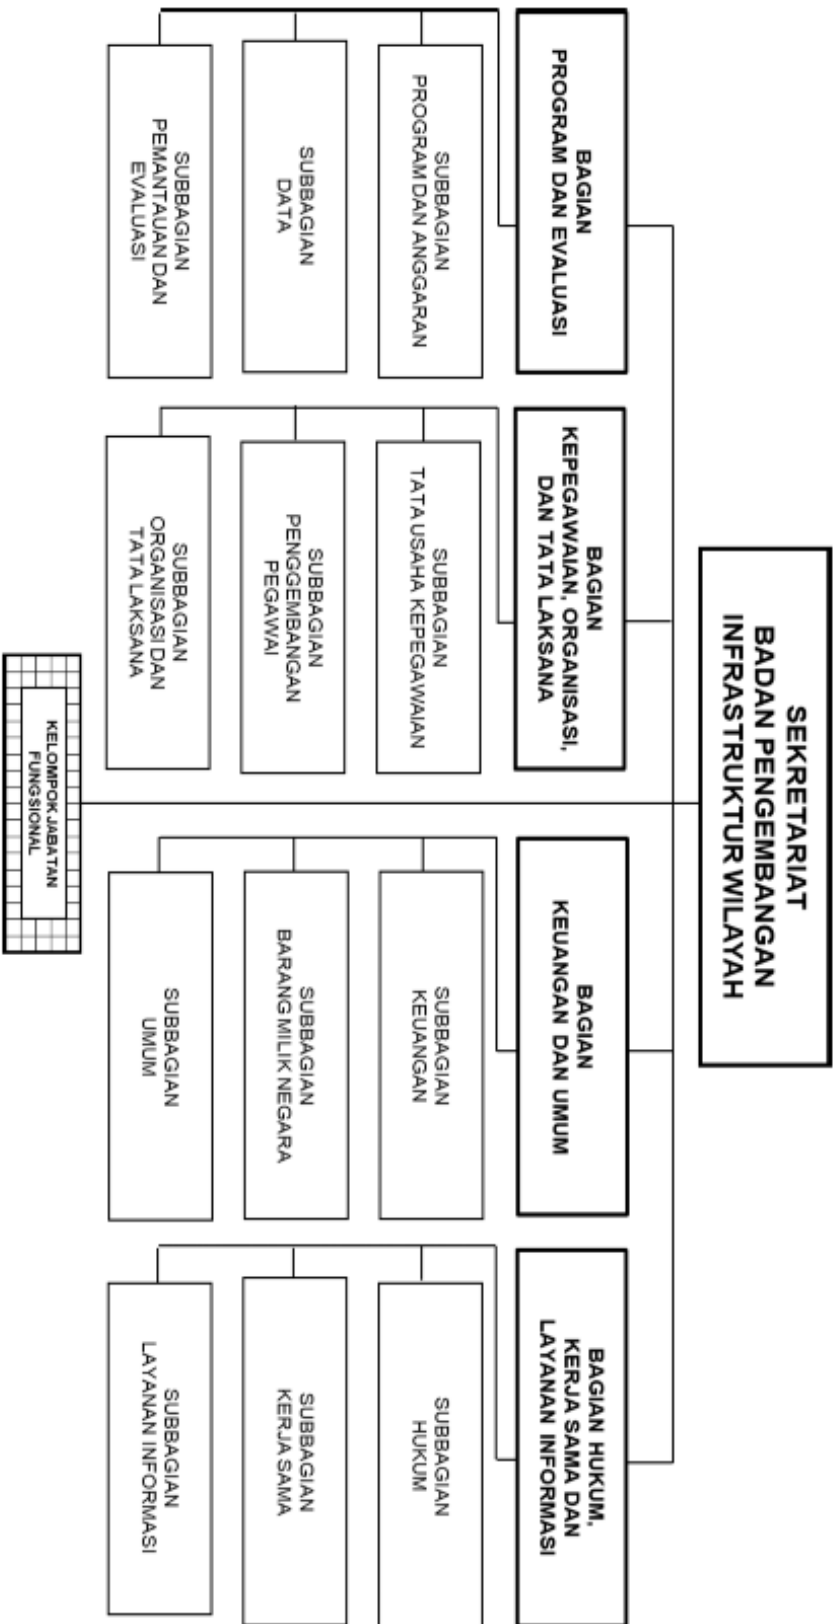 SEKRETARIAT
BADAN PENGEMBANGAN
INFRASTRUKTUR WILAYAH
BAGIAN
PROGRAM DAN EVALUASI
SUBBAGIAN
PROGRAM DAN ANGGARAN
SUBBAGIAN
DATA
SUBBAGIAN
PEMANTAUAN DAN
EVALUASI
BAGIAN
KEPEGAWAIAN, ORGANISASI,
DAN TATA LAKSANA
SUBBAGIAN
TATA USAHA KEPEGAWAIAN
SUBBAGIAN
PENGGEMBANGAN
PEGAWAI
SUBBAGIAN
ORGANISASI DAN
TATA LAKSANA
BAGIAN
KEUANGAN DAN UMUM
SUBBAGIAN
KEUANGAN
SUBBAGIAN
BARANG MILIK NEGARA
SUBBAGIAN
UMUM
BAGIAN HUKUM,
KERJA SAMA DAN
LAYANAN INFORMASI
SUBBAGIAN
HUKUM
SUBBAGIAN
KERJA SAMA
SUBBAGIAN
LAYANAN INFORMASI
KELOMPOK JABATAN
FUNGSIONAL